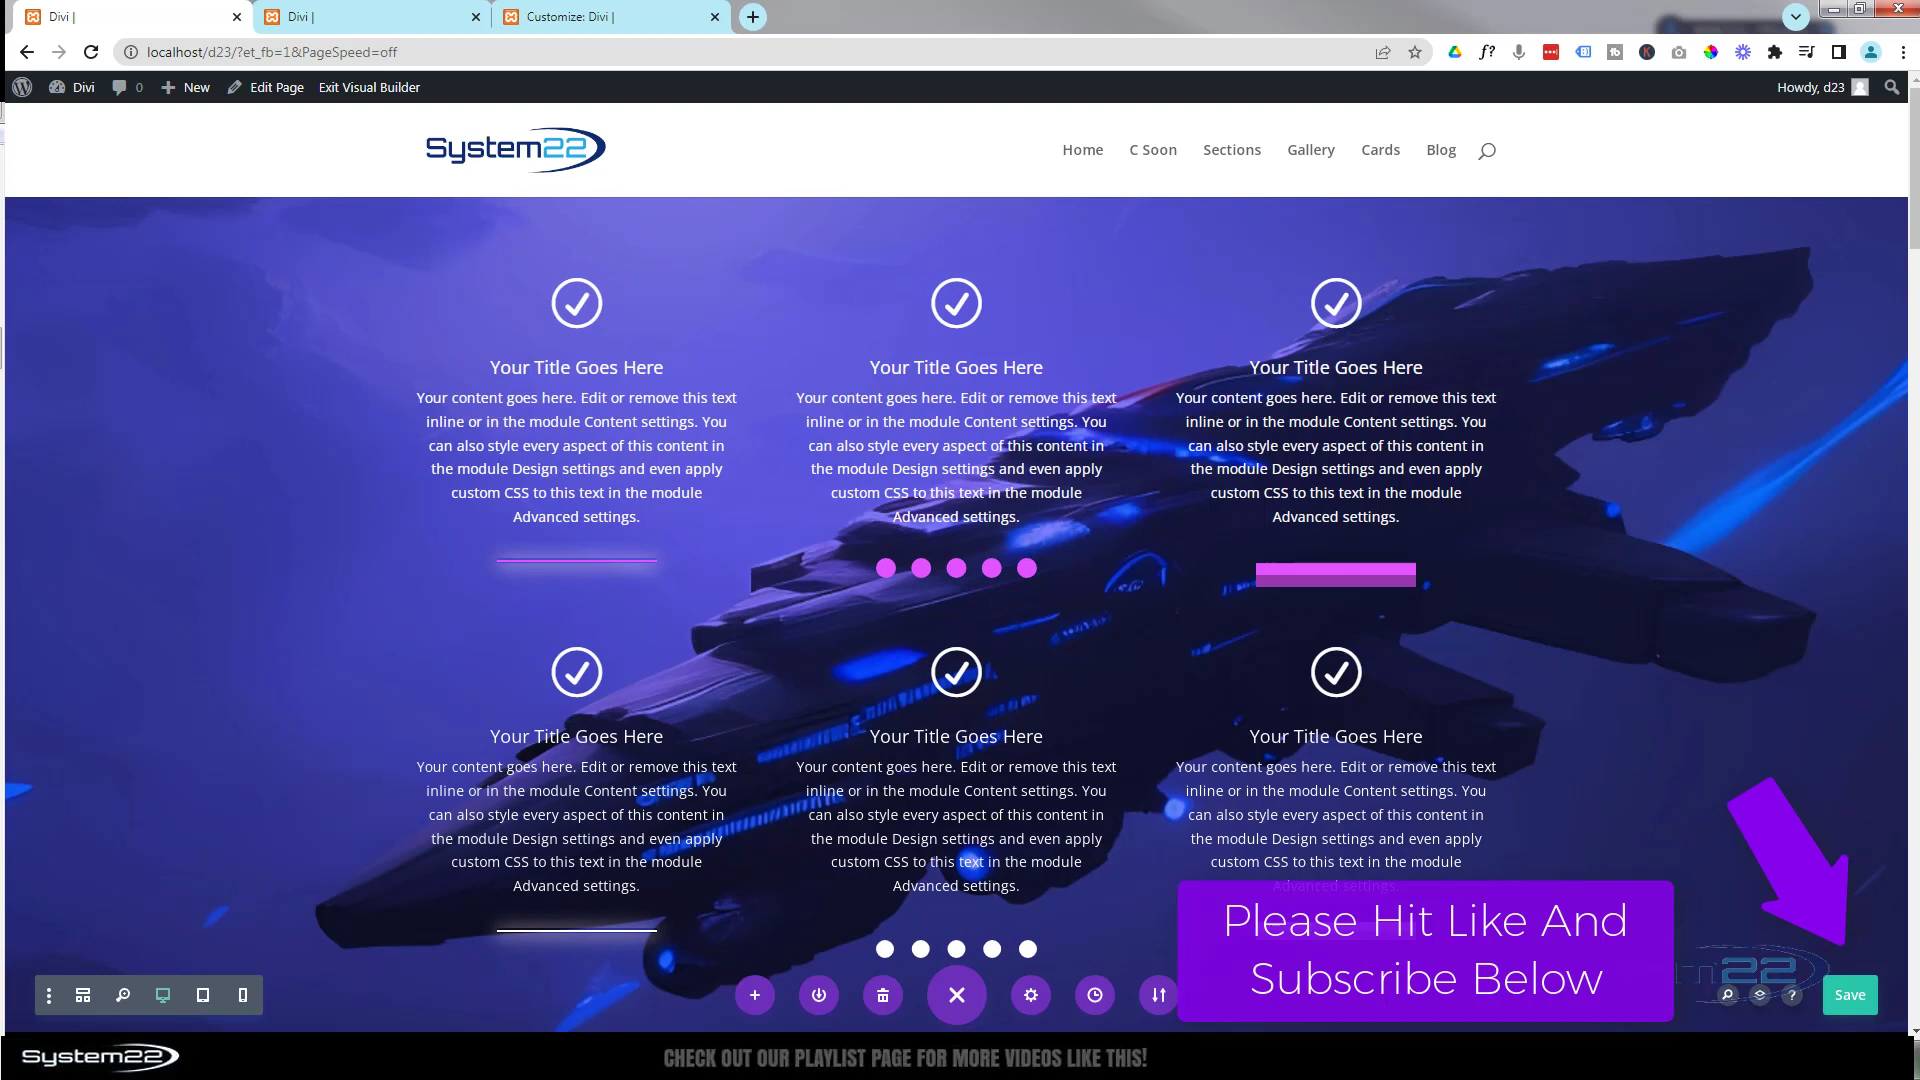 Divi |
Divi |
Customize: Divi |
localhost/d23/?et_fb=1&PageSpeed=off
Divi 0 New Edit Page Exit Visual Builder Howdy, d23
System22
Home C Soon Sections Gallery Cards Blog
Your Title Goes Here
Your content goes here. Edit or remove this text
inline or in the module Content settings. You
can also style every aspect of this content in
the module Design settings and even apply
custom CSS to this text in the module
Advanced settings.
Your Title Goes Here
Your content goes here. Edit or remove this text
inline or in the module Content settings. You
can also style every aspect of this content in
the module Design settings and even apply
custom CSS to this text in the module
Advanced settings.
Your Title Goes Here
Your content goes here. Edit or remove this text
inline or in the module Content settings. You
can also style every aspect of this content in
the module Design settings and even apply
custom CSS to this text in the module
Advanced settings.
Your Title Goes Here
Your content goes here. Edit or remove this text
inline or in the module Content settings. You
can also style every aspect of this content in
the module Design settings and even apply
custom CSS to this text in the module
Advanced settings.
Your Title Goes Here
Your content goes here. Edit or remove this text
inline or in the module Content settings. You
can also style every aspect of this content in
the module Design settings and even apply
custom CSS to this text in the module
Advanced settings.
Your Title Goes Here
Your content goes here. Edit or remove this text
inline or in the module Content settings. You
can also style every aspect of this content in
the module Design settings and even apply
custom CSS to this text in the module
Advanced settings.
Please Hit Like And
Subscribe Below
22
Save
System22
CHECK OUT OUR PLAYLIST PAGE FOR MORE VIDEOS LIKE THIS!